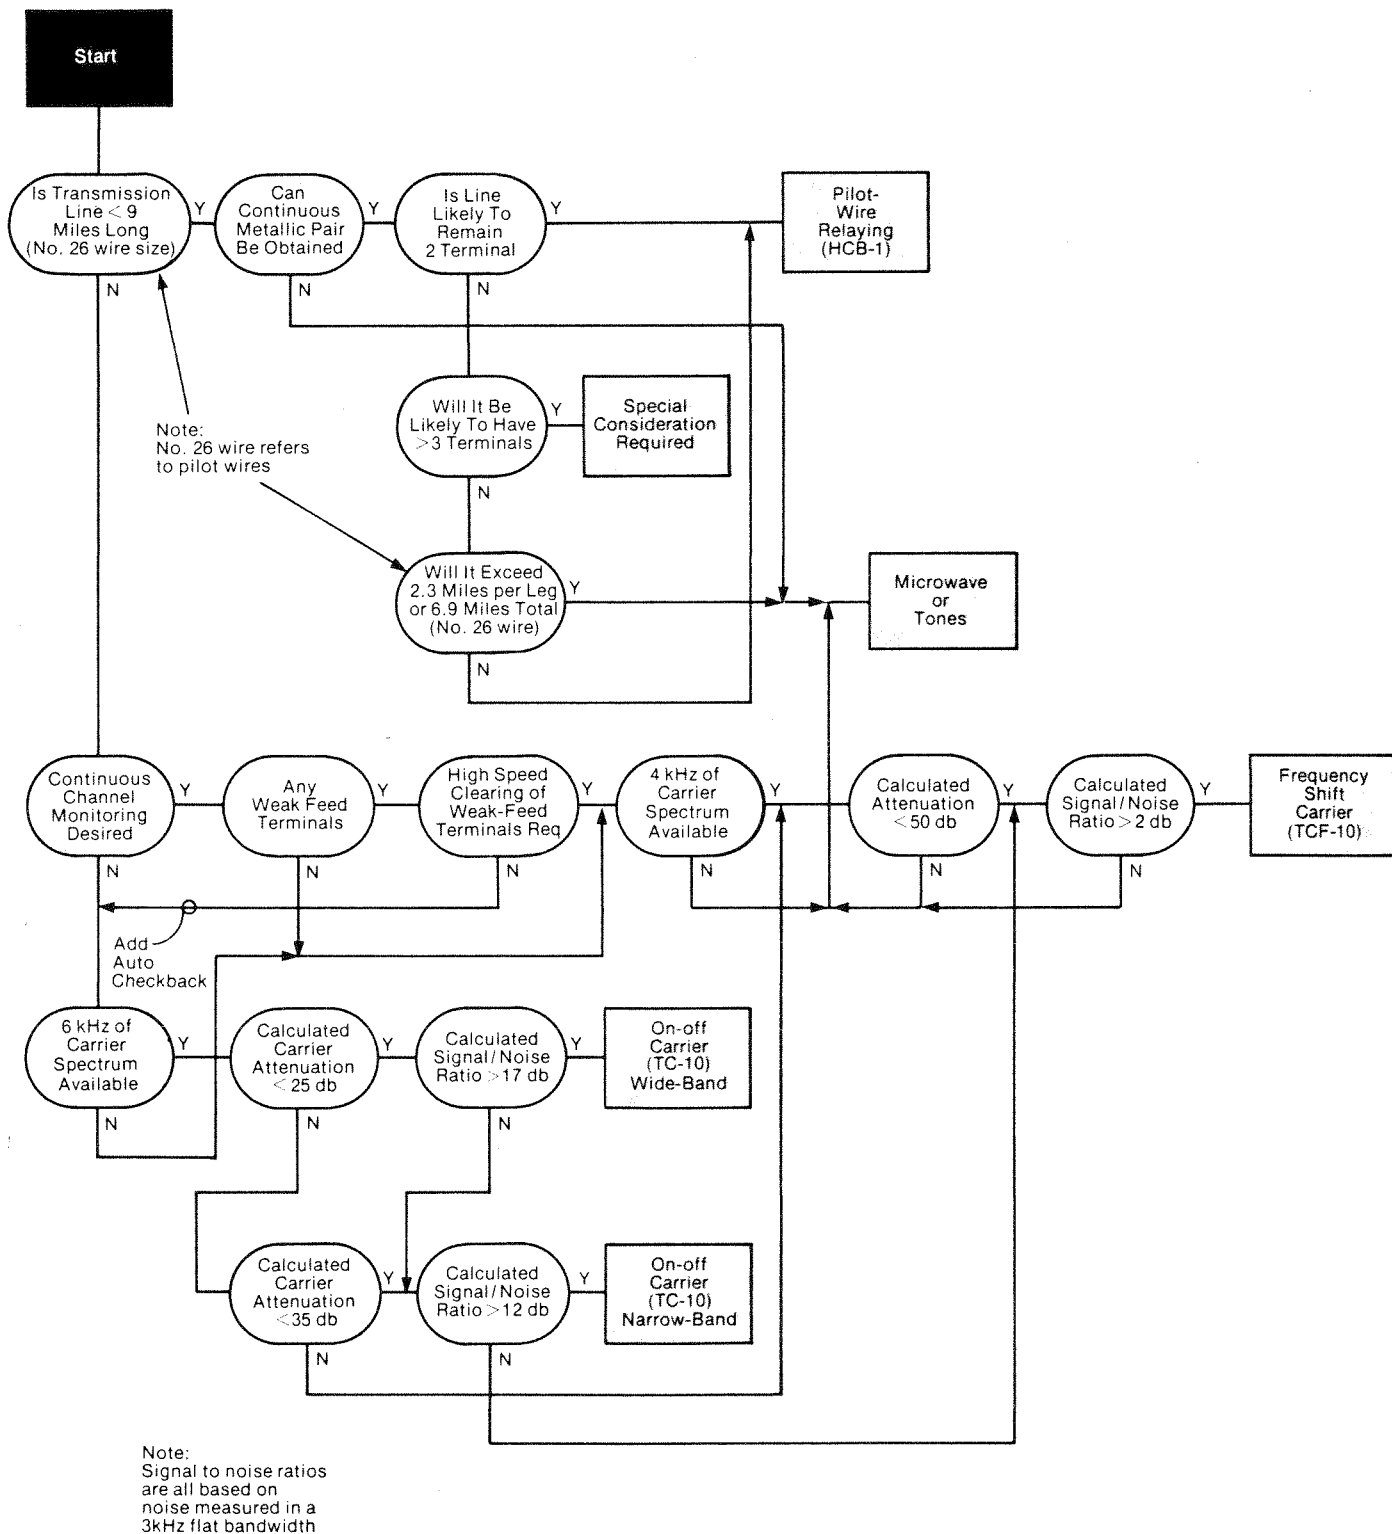 Start
Is Transmission
Line < 9
Miles Long
(No. 26 wire size)
Y
N
Can
Continuous
Metallic Pair
Be Obtained
Y
N
Is Line
Likely To
Remain
2 Terminal
Y
N
Pilot-
Wire
Relaying
(HCB-1)
Will It Be
Likely To Have
>3 Terminals
Y
N
Special
Consideration
Required
Note:
No. 26 wire refers
to pilot wires
Will It Exceed
2.3 Miles per Leg
or 6.9 Miles Total
(No. 26 wire)
Y
N
Microwave
or
Tones
Continuous
Channel
Monitoring
Desired
Y
N
Any
Weak Feed
Terminals
Y
N
High Speed
Clearing of
Weak-Feed
Terminals Req
Y
N
4 kHz of
Carrier
Spectrum
Available
Y
N
Calculated
Attenuation
<50 db
Y
N
Calculated
Signal/Noise
Ratio >2 db
Y
N
Frequency
Shift
Carrier
(TCF-10)
Add
Auto
Checkback
6 kHz of
Carrier
Spectrum
Available
Y
N
Calculated
Carrier
Attenuation
<25 db
Y
N
Calculated
Signal/Noise
Ratio >17 db
Y
N
On-off
Carrier
(TC-10)
Wide-Band
Calculated
Carrier
Attenuation
<35 db
Y
N
Calculated
Signal/Noise
Ratio >12 db
Y
N
On-off
Carrier
(TC-10)
Narrow-Band
Note:
Signal to noise ratios
are all based on
noise measured in a
3kHz flat bandwidth